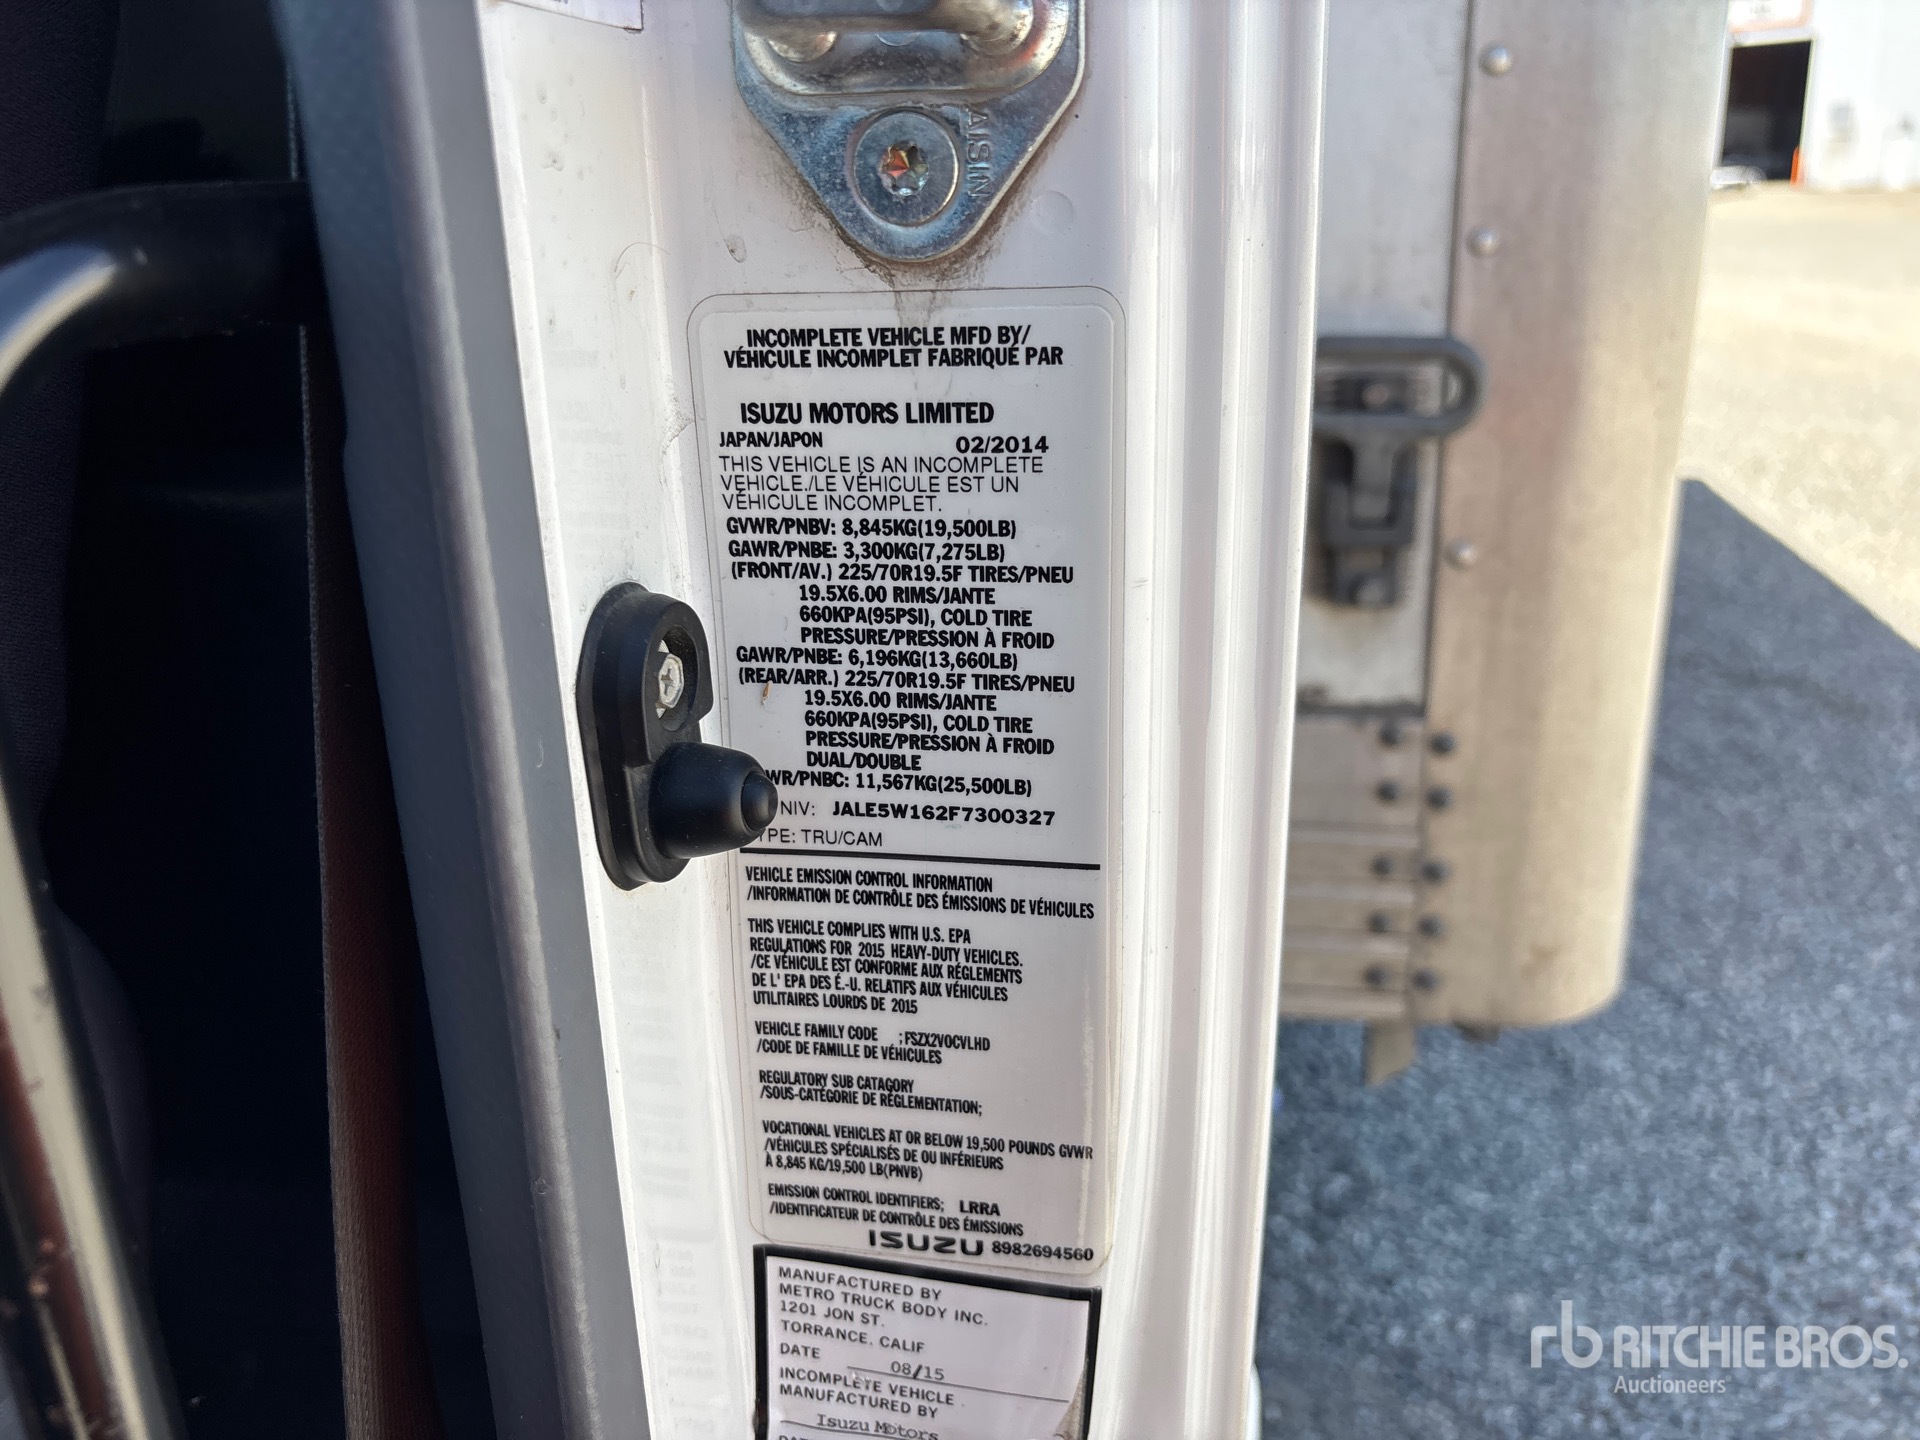 AISIN
INCOMPLETE VEHICLE MFD BY/
VÉHICULE INCOMPLET FABRIQUÉ PAR
ISUZU MOTORS LIMITED
JAPAN/JAPON 02/2014
THIS VEHICLE IS AN INCOMPLETE
VEHICLE./LE VÉHICULE EST UN
VÉHICULE INCOMPLET.
GVWR/PNBV: 8,845KG(19,500LB)
GAWR/PNBE: 3,300KG(7,275LB)
(FRONT/AV.) 225/70R19.5F TIRES/PNEU
19.5X6.00 RIMS/JANTE
660KPA(95PSI), COLD TIRE
PRESSURE/PRESSION À FROID
GAWR/PNBE: 6,196KG(13,660LB)
(REAR/ARR.) 225/70R19.5F TIRES/PNEU
19.5X6.00 RIMS/JANTE
660KPA(95PSI), COLD TIRE
PRESSURE/PRESSION À FROID
DUAL/DOUBLE
WR/PNBC: 11,567KG(25,500LB)
NIV: JALE5W162F7300327
YPE: TRU/CAM
VEHICLE EMISSION CONTROL INFORMATION
/INFORMATION DE CONTRÔLE DES ÉMISSIONS DE VÉHICULES
THIS VEHICLE COMPLIES WITH U.S. EPA
REGULATIONS FOR 2015 HEAVY-DUTY VEHICLES.
/CE VÉHICULE EST CONFORME AUX RÉGLEMENTS
DE L' EPA DES É.-U. RELATIFS AUX VÉHICULES
UTILITAIRES LOURDS DE 2015
VEHICLE FAMILY CODE ;FSZX2VOCVLHD
/CODE DE FAMILLE DE VÉHICULES
REGULATORY SUB CATAGORY
/SOUS-CATÉGORIE DE RÉGLEMENTATION;
VOCATIONAL VEHICLES AT OR BELOW 19,500 POUNDS GVWR
/VÉHICULES SPÉCIALISÉS DE OU INFÉRIEURS
À 8,845 KG/19,500 LB(PNVB)
EMISSION CONTROL IDENTIFIERS; LRRA
/IDENTIFICATEUR DE CONTRÔLE DES ÉMISSIONS
ISUZU 8982694560
MANUFACTURED BY
METRO TRUCK BODY INC.
1201 JON ST.
TORRANCE. CALIF
DATE 08/15
INCOMPLETE VEHICLE
MANUFACTURED BY
Isuzu Motors
rb RITCHIE BROS.
Auctioneers